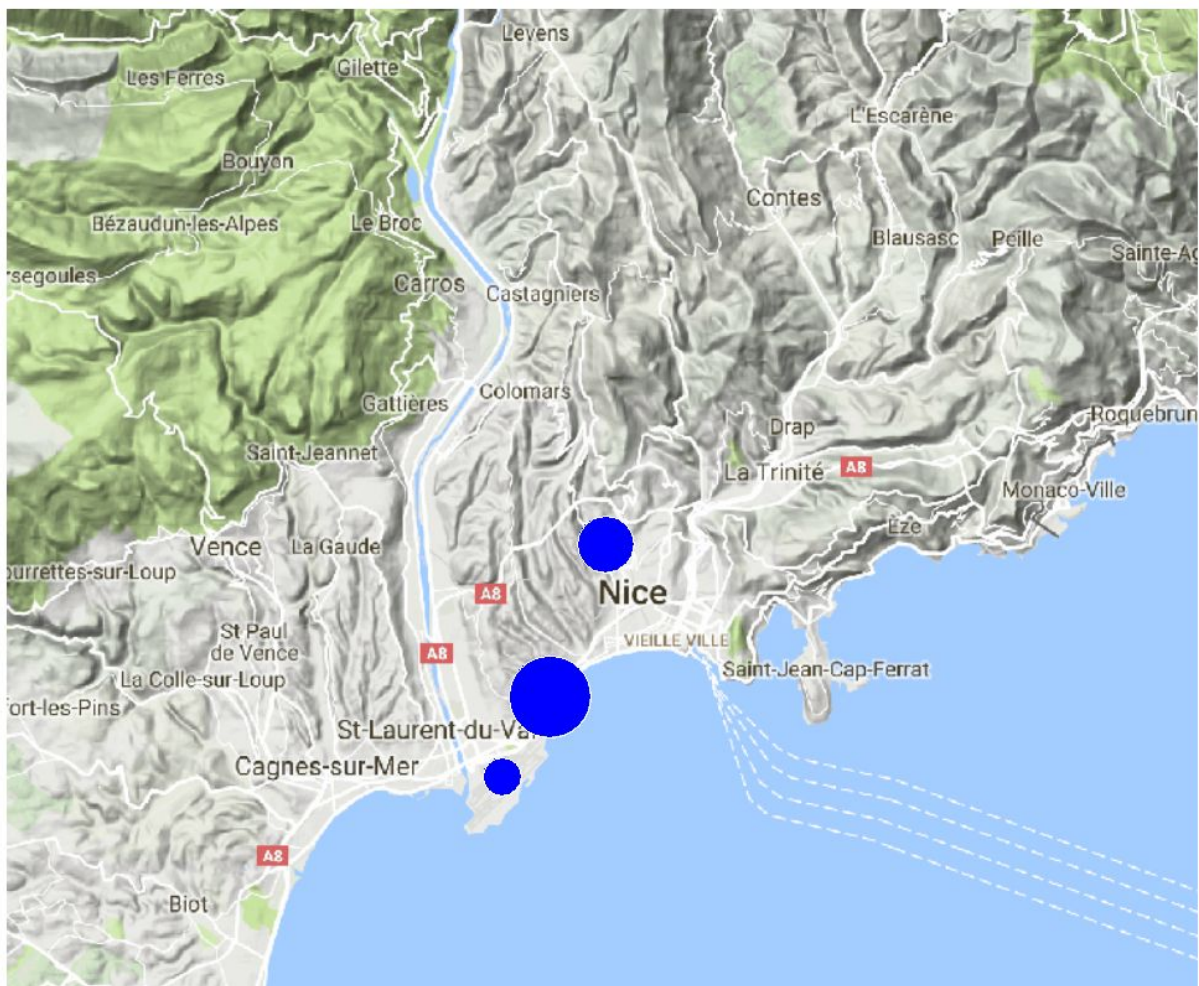 Levens
Gilette
Les Ferres
L'Escarène
Bouyon
Contes
Bézaudun-les-Alpes
Le Broc
Blausasc
Peille
Sainte-Ag
rsegoules
Carros
Castagniers
Colomars
Gattières
Roquebrun
Drap
Saint-Jeannet
La Trinité
A8
Monaco-Ville
Èze
Vence
La Gaude
ourrettes-sur-Loup
A8
Nice
St Paul
de Vence
A8
VIEILLE VILLE
La Colle-sur-Loup
Saint-Jean-Cap-Ferrat
fort-les-Pins
St-Laurent-du-Va
Cagnes-sur-Mer
A8
Biot